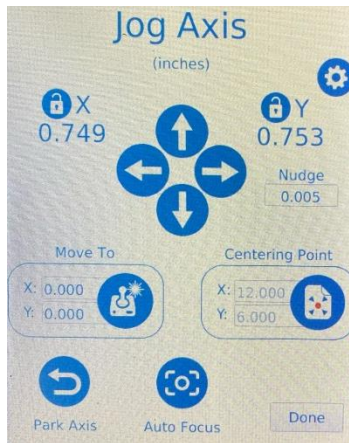 Jog Axis
(inches)
X
0.749
Y
0.753
Nudge
0.005
Move To
X: 0.000
Y: 0.000
Centering Point
X: 12.000
Y: 6.000
Park Axis
Auto Focus
Done